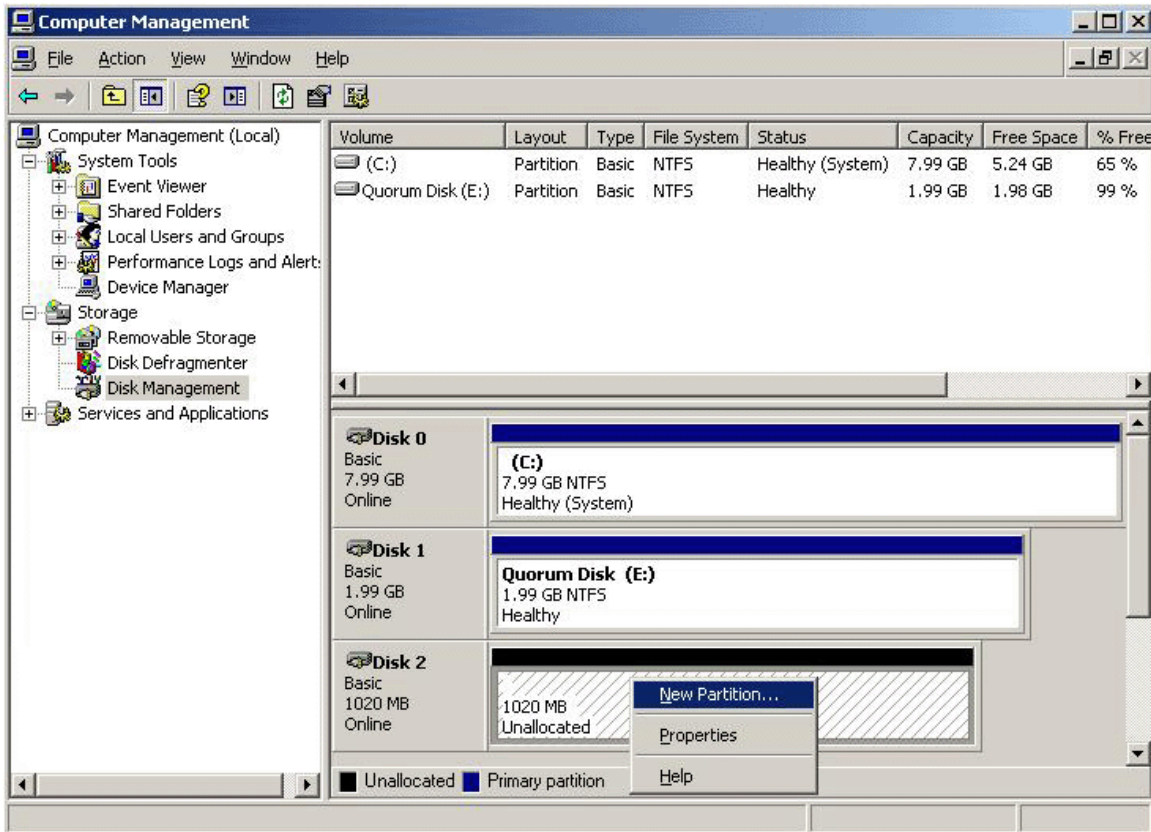 Computer Management
File Action View Window Help
Computer Management (Local)
System Tools
Event Viewer
Shared Folders
Local Users and Groups
Performance Logs and Alert
Device Manager
Storage
Removable Storage
Disk Defragmenter
Disk Management
Services and Applications
Volume Layout Type File System Status Capacity Free Space % Free
(C:) Partition Basic NTFS Healthy (System) 7.99 GB 5.24 GB 65 %
Quorum Disk (E:) Partition Basic NTFS Healthy 1.99 GB 1.98 GB 99 %
Disk 0
Basic
7.99 GB
Online
(C:)
7.99 GB NTFS
Healthy (System)
Disk 1
Basic
1.99 GB
Online
Quorum Disk (E:)
1.99 GB NTFS
Healthy
Disk 2
Basic
1020 MB
Online
1020 MB
Unallocated
New Partition...
Properties
Help
Unallocated Primary partition